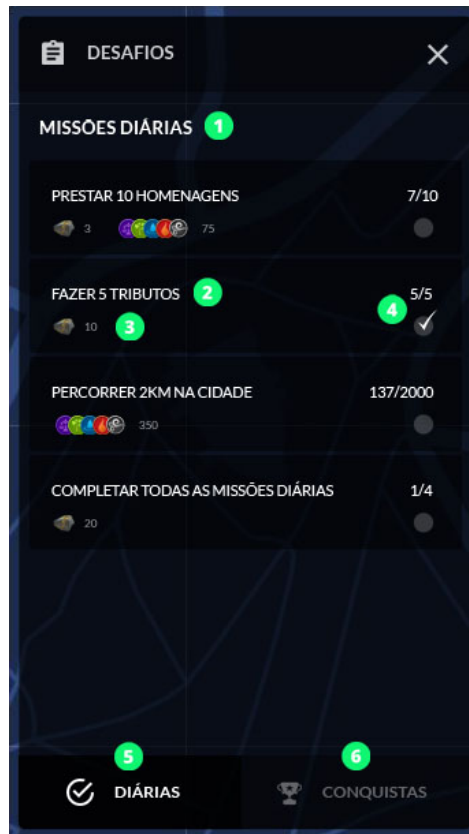 DESAFIOS
MISSÕES DIÁRIAS 1
PRESTAR 10 HOMENAGENS 7/10
3 75
FAZER 5 TRIBUTOS 2 5/5
10 3 4
PERCORRER 2KM NA CIDADE 137/2000
350
COMPLETAR TODAS AS MISSÕES DIÁRIAS 1/4
20
5 6
DIÁRIAS CONQUISTAS